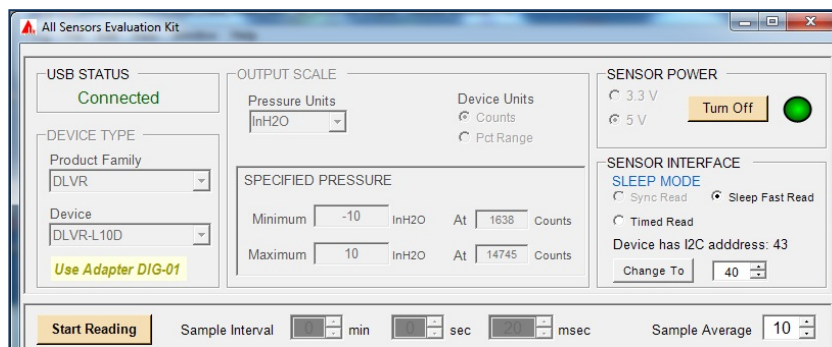 All Sensors Evaluation Kit
USB STATUS
Connected
DEVICE TYPE
Product Family
DLVR
Device
DLVR-L10D
Use Adapter DIG-01
OUTPUT SCALE
Pressure Units
InH2O
Device Units
Counts
Pct Range
SPECIFIED PRESSURE
Minimum -10 InH2O At 1638 Counts
Maximum 10 InH2O At 14745 Counts
SENSOR POWER
3.3 V
5 V
Turn Off
SENSOR INTERFACE
SLEEP MODE
Sync Read Sleep Fast Read
Timed Read
Device has I2C adddress: 43
Change To 40
Start Reading Sample Interval 0 min 0 sec 20 msec Sample Average 10